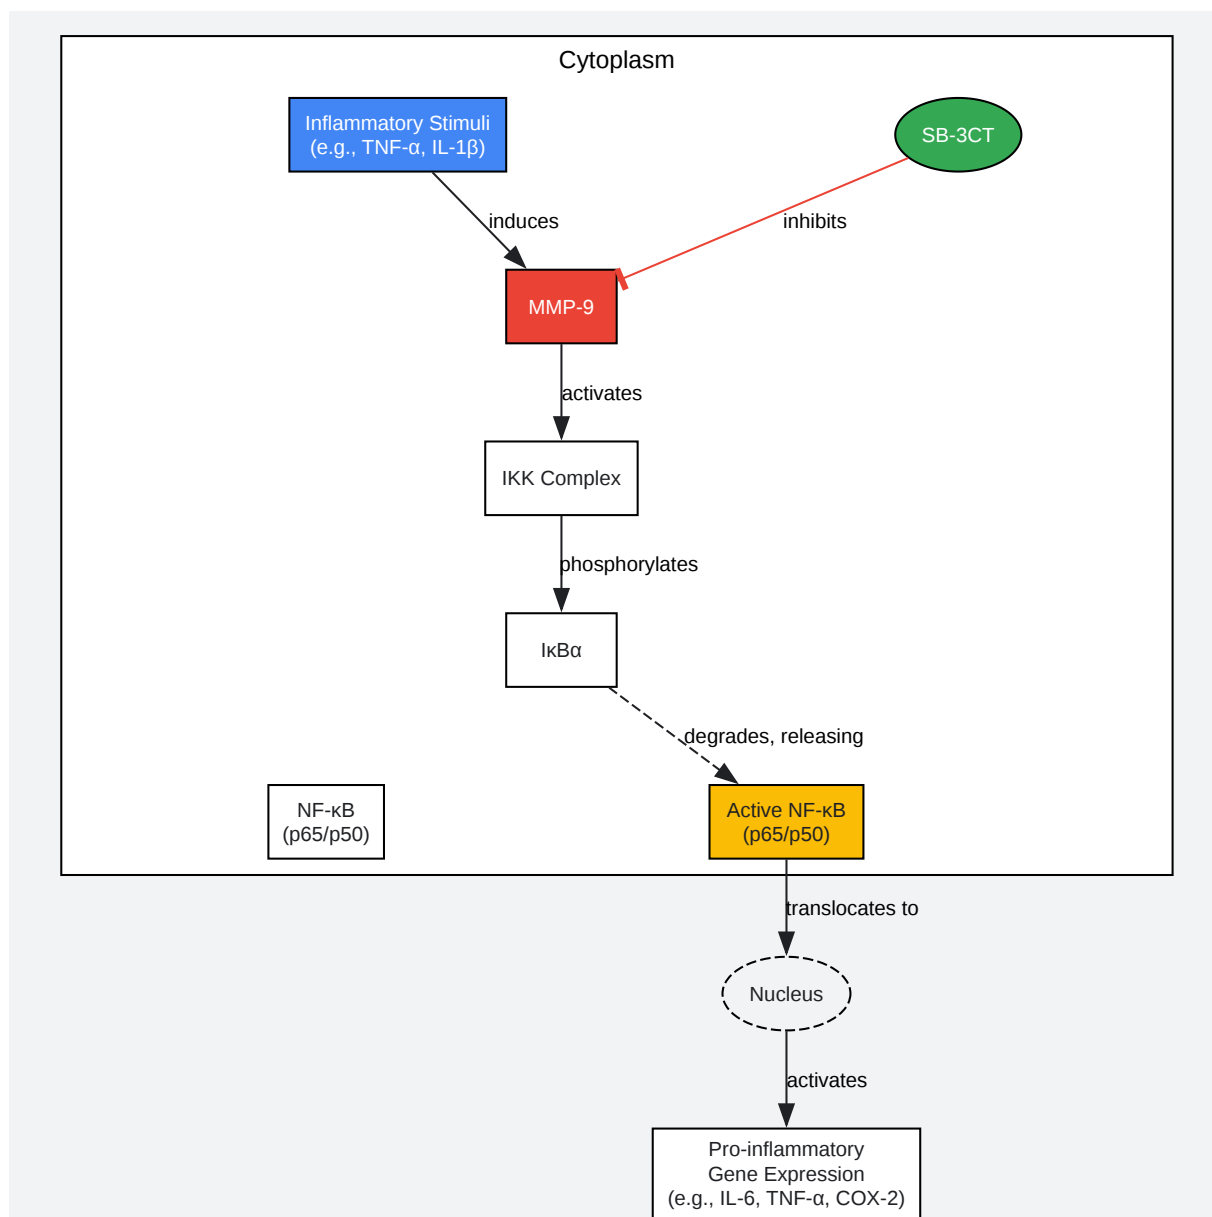 Cytoplasm
Inflammatory Stimuli
(e.g., TNF-α, IL-1β)
SB-3CT
induces
inhibits
MMP-9
activates
IKK Complex
phosphorylates
IκBα
degrades, releasing
NF-κB
(p65/p50)
Active NF-κB
(p65/p50)
translocates to
Nucleus
activates
Pro-inflammatory
Gene Expression
(e.g., IL-6, TNF-α, COX-2)